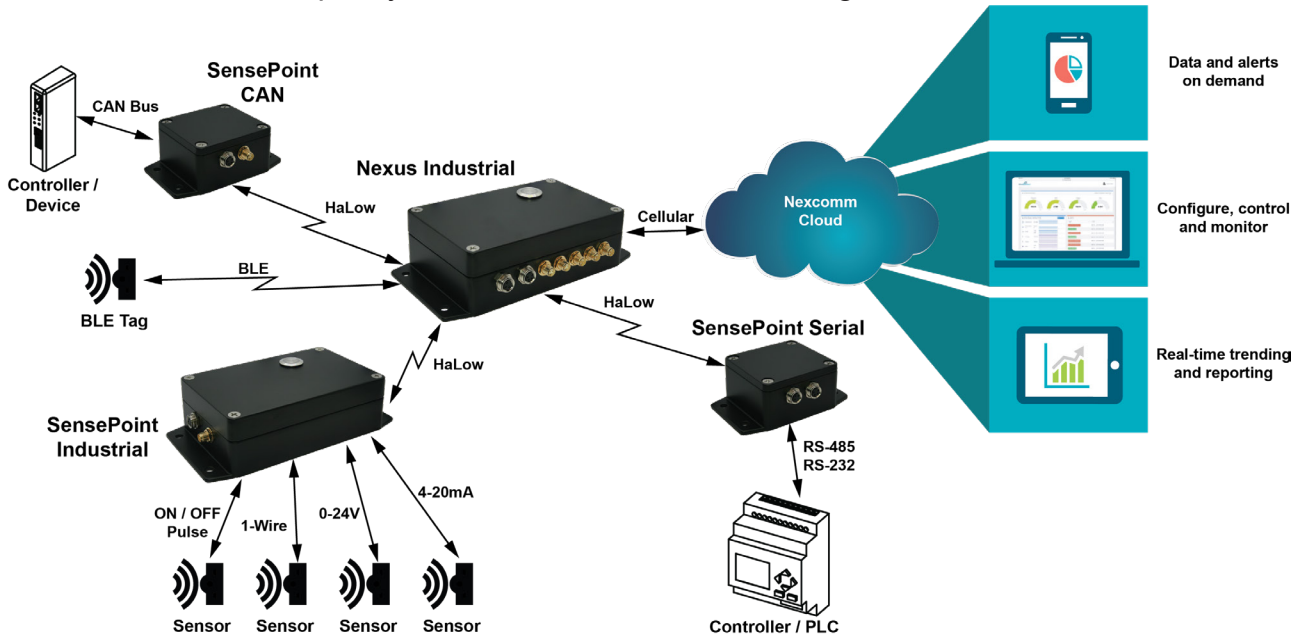 SensePoint
CAN
CAN Bus
Controller /
Device
Nexus Industrial
HaLow
Cellular
Nexcomm
Cloud
Data and alerts
on demand
Configure, control
and monitor
Real-time trending
and reporting
BLE
BLE Tag
HaLow
SensePoint Serial
HaLow
SensePoint
Industrial
RS-485
RS-232
ON / OFF
Pulse
1-Wire
0-24V
4-20mA
Sensor
Sensor
Sensor
Sensor
Controller / PLC